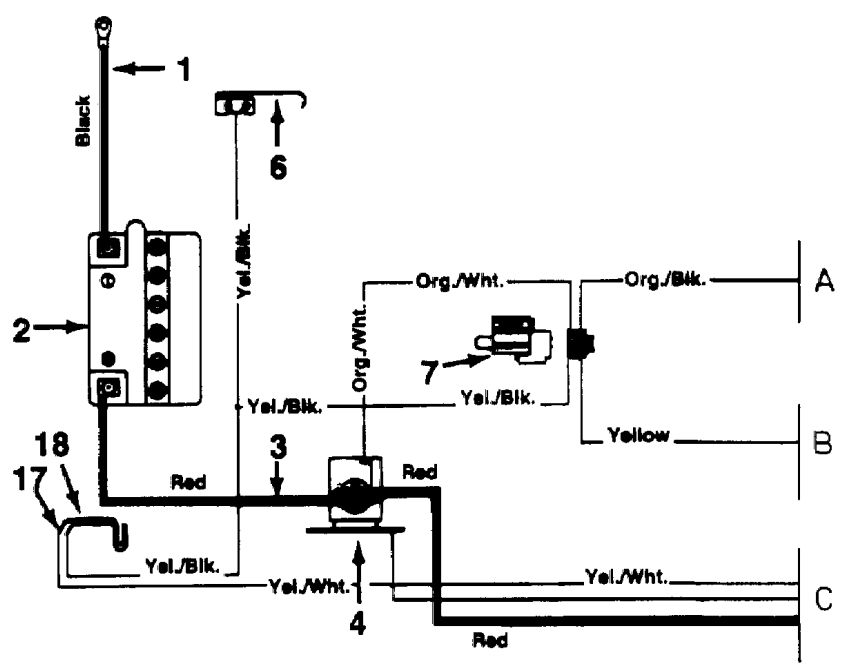 1
Black
6
Yel./Blk.
Org./Wht.
Org./Blk.
A
2
Org./Wht.
7
Yel./Blk.
Yel./Blk.
Yellow
B
18
3
17
Red
Red
Yel./Blk.
Yel./Wht.
Yel./Wht.
C
4
Red